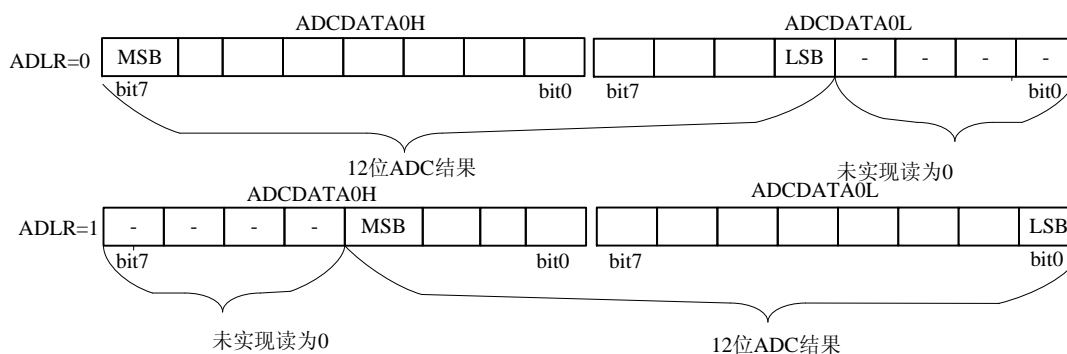 ADCDATA0H ADCDATA0L
ADLR=0 MSB LSB - - - -
bit7 bit0 bit7 bit0
12位ADC结果 未实现读为0
ADCDATA0H ADCDATA0L
ADLR=1 - - - - MSB LSB
bit7 bit0 bit7 bit0
未实现读为0 12位ADC结果